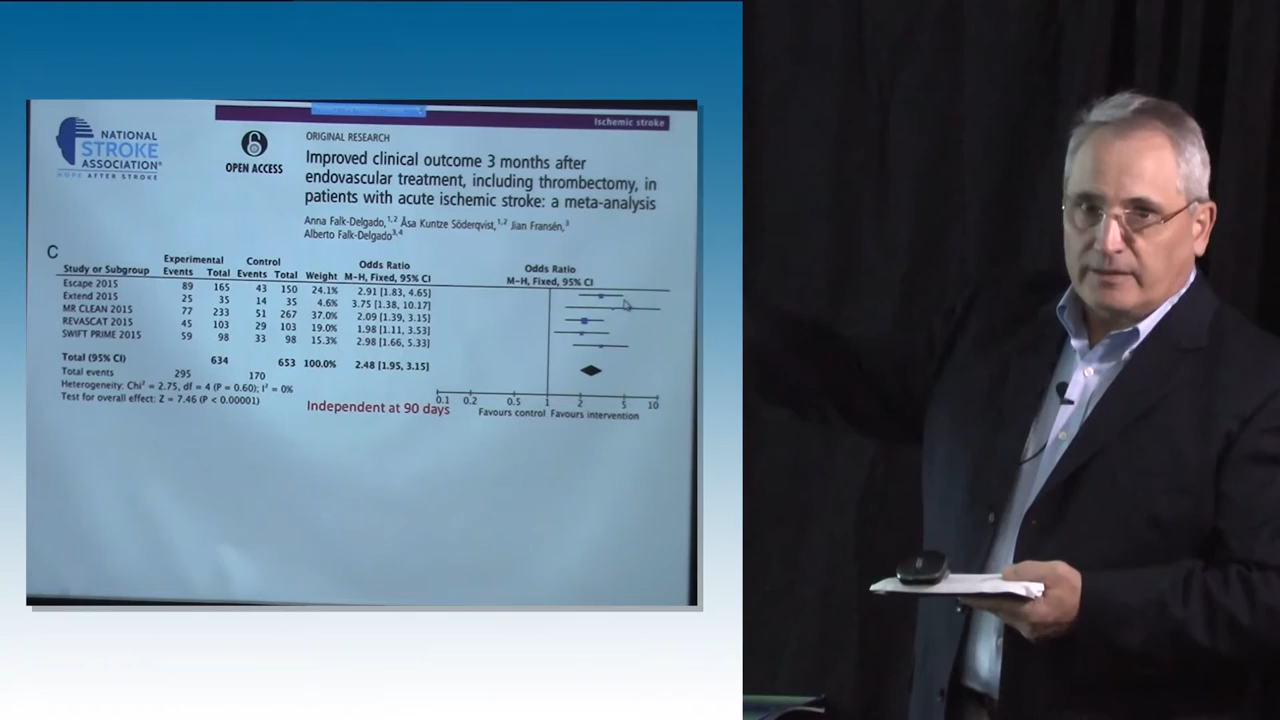 NATIONAL
STROKE
ASSOCIATION®
HOPE AFTER STROKE
OPEN ACCESS
Ischemic stroke
ORIGINAL RESEARCH
Improved clinical outcome 3 months after
endovascular treatment, including thrombectomy, in
patients with acute ischemic stroke: a meta-analysis
Anna Falk-Delgado,1,2 Åsa Kuntze Söderqvist,1,2 Jian Fransén,3
Alberto Falk-Delgado3,4
C
Experimental Control Odds Ratio Odds Ratio
Study or Subgroup Events Total Events Total Weight M-H, Fixed, 95% CI M-H, Fixed, 95% CI
Escape 2015 89 165 43 150 24.1% 2.91 [1.83, 4.65]
Extend 2015 25 35 14 35 4.6% 3.75 [1.38, 10.17]
MR CLEAN 2015 77 233 51 267 37.0% 2.09 [1.39, 3.15]
REVASCAT 2015 45 103 29 103 19.0% 1.98 [1.11, 3.53]
SWIFT PRIME 2015 59 98 33 98 15.3% 2.98 [1.66, 5.33]
Total (95% CI) 634 653 100.0% 2.48 [1.95, 3.15]
Total events 295 170
Heterogeneity: Chi² = 2.75, df = 4 (P = 0.60); I² = 0%
Test for overall effect: Z = 7.46 (P < 0.00001)
0.1 0.2 0.5 1 2 5 10
Favours control Favours intervention
Independent at 90 days